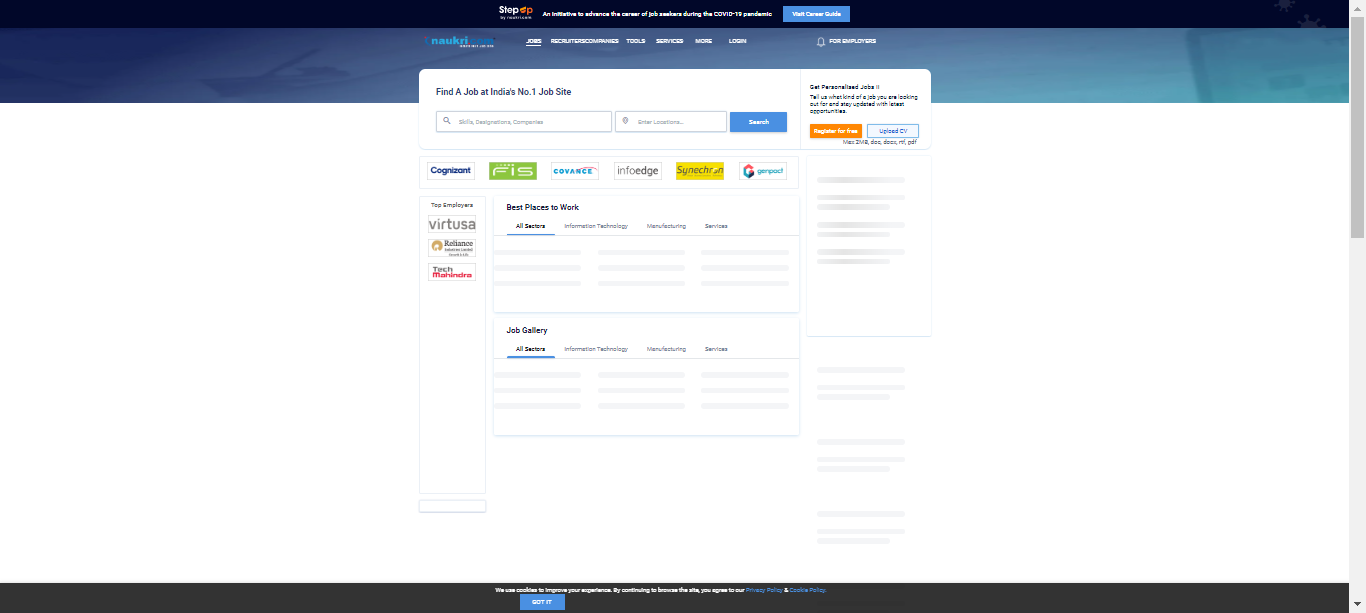 StepUp
by naukri.com
An initiative to advance the career of job seekers during the COVID-19 pandemic
Visit Career Guide
naukri.com
JOBS RECRUITERS COMPANIES TOOLS SERVICES MORE LOGIN FOR EMPLOYERS
Find A Job at India's No.1 Job Site
Skills, Designations, Companies
Enter Locations...
Search
Get Personalised Jobs !!
Tell us what kind of a job you are looking
out for and stay updated with latest
opportunities.
Register for free
Upload CV
Max 2MB, doc, docx, rtf, pdf
Cognizant
FIS
COVANCE
infoedge
Synechron
genpact
Top Employers
virtusa
Reliance
Industries Limited
Tech
Mahindra
Best Places to Work
All Sectors Information Technology Manufacturing Services
Job Gallery
All Sectors Information Technology Manufacturing Services
We use cookies to improve your experience. By continuing to browse the site, you agree to our Privacy Policy & Cookie Policy.
GOT IT